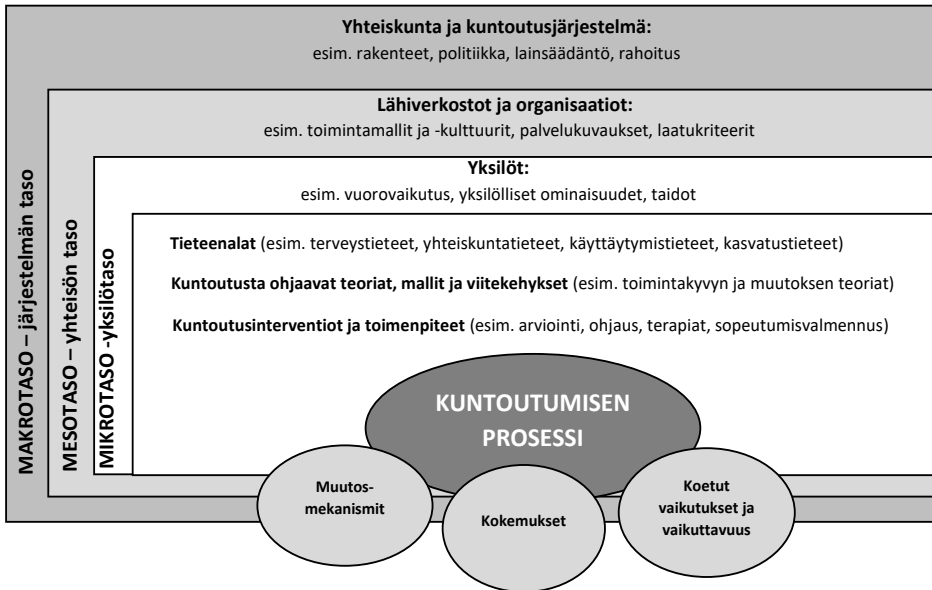 Yhteiskunta ja kuntoutusjärjestelmä:
esim. rakenteet, politiikka, lainsäädäntö, rahoitus
Lähiverkostot ja organisaatiot:
esim. toimintamallit ja -kulttuurit, palvelukuvaukset, laatukriteerit
Yksilöt:
esim. vuorovaikutus, yksilölliset ominaisuudet, taidot
MAKROTASO – järjestelmän taso
MESOTASO – yhteisön taso
MIKROTASO -yksilötaso
Tieteenalat (esim. terveystieteet, yhteiskuntatieteet, käyttäytymistieteet, kasvatustieteet)
Kuntoutusta ohjaavat teoriat, mallit ja viitekehykset (esim. toimintakyvyn ja muutoksen teoriat)
Kuntoutusinterventiot ja toimenpiteet (esim. arviointi, ohjaus, terapiat, sopeutumisvalmennus)
KUNTOUTUMISEN
PROSESSI
Muutos-
mekanismit
Kokemukset
Koetut
vaikutukset ja
vaikuttavuus